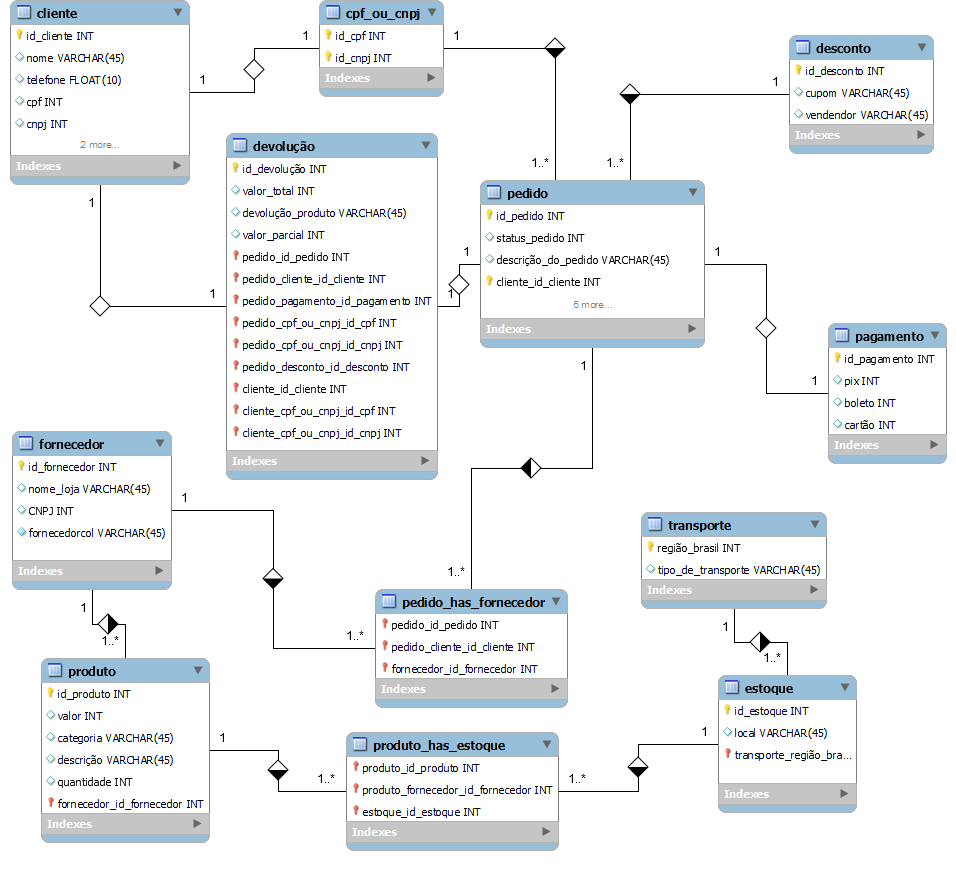 cliente
id_cliente INT
nome VARCHAR(45)
telefone FLOAT(10)
cpf INT
cnpj INT
2 more...
Indexes
1
1
cpf_ou_cnpj
id_cpf INT
id_cnpj INT
Indexes
1
1..*
desconto
id_desconto INT
cupom VARCHAR(45)
vendendor VARCHAR(45)
Indexes
1
1..*
devolução
id_devolução INT
valor_total INT
devolução_produto VARCHAR(45)
valor_parcial INT
pedido_id_pedido INT
pedido_cliente_id_cliente INT
pedido_pagamento_id_pagamento INT
pedido_cpf_ou_cnpj_id_cpf INT
pedido_cpf_ou_cnpj_id_cnpj INT
pedido_desconto_id_desconto INT
cliente_id_cliente INT
cliente_cpf_ou_cnpj_id_cpf INT
cliente_cpf_ou_cnpj_id_cnpj INT
Indexes
1
1
1
1
pedido
id_pedido INT
status_pedido INT
descrição_do_pedido VARCHAR(45)
cliente_id_cliente INT
5 more...
Indexes
1
1
pagamento
id_pagamento INT
pix INT
boleto INT
cartão INT
Indexes
1
1..*
fornecedor
id_fornecedor INT
nome_loja VARCHAR(45)
CNPJ INT
fornecedorcol VARCHAR(45)
Indexes
1
1..*
1
1..*
pedido_has_fornecedor
pedido_id_pedido INT
pedido_cliente_id_cliente INT
fornecedor_id_fornecedor INT
Indexes
transporte
região_brasil INT
tipo_de_transporte VARCHAR(45)
Indexes
1
1..*
produto
id_produto INT
valor INT
categoria VARCHAR(45)
descrição VARCHAR(45)
quantidade INT
fornecedor_id_fornecedor INT
Indexes
1
1..*
produto_has_estoque
produto_id_produto INT
produto_fornecedor_id_fornecedor INT
estoque_id_estoque INT
Indexes
1
1..*
estoque
id_estoque INT
local VARCHAR(45)
transporte_região_bra...
Indexes